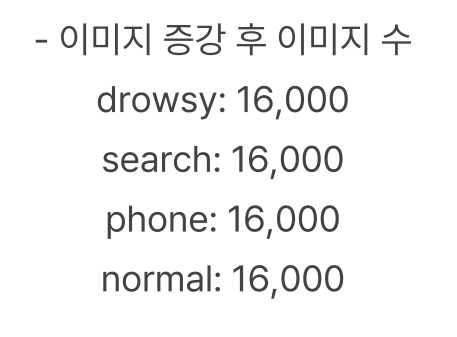 - 이미지 증강 후 이미지 수
drowsy: 16,000
search: 16,000
phone: 16,000
normal: 16,000